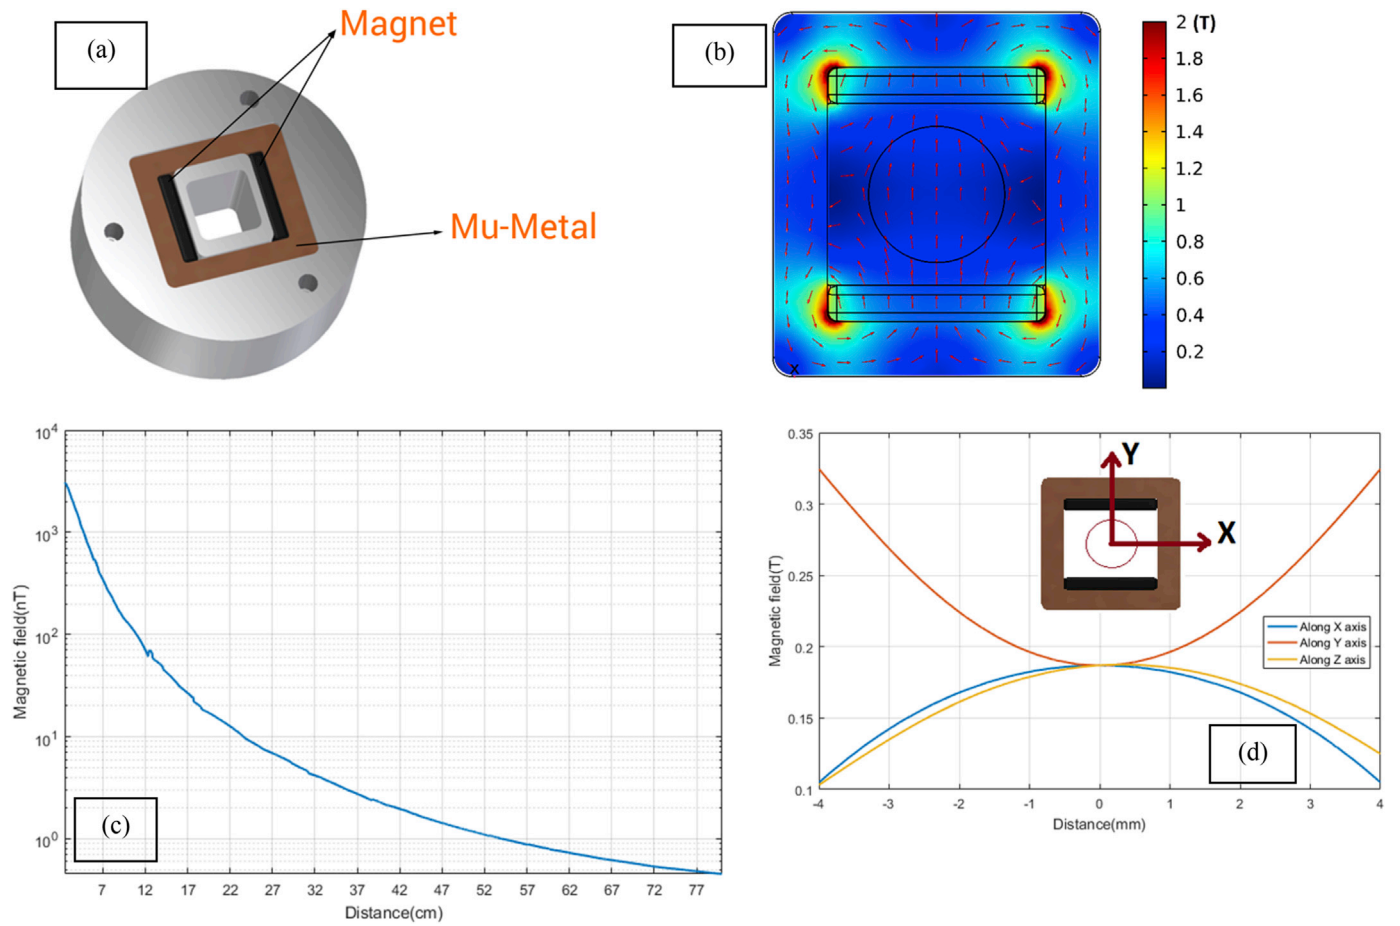 (a)
Magnet
Mu-Metal
(b)
2 (T)
1.8
1.6
1.4
1.2
1
0.8
0.6
0.4
0.2
X
10^4
10^3
10^2
10^1
10^0
Magnetic field(nT)
(c)
7 12 17 22 27 32 37 42 47 52 57 62 67 72 77
Distance(cm)
0.35
0.3
0.25
0.2
0.15
0.1
Magnetic field(T)
Y
X
Along X axis
Along Y axis
Along Z axis
(d)
-4 -3 -2 -1 0 1 2 3 4
Distance(mm)